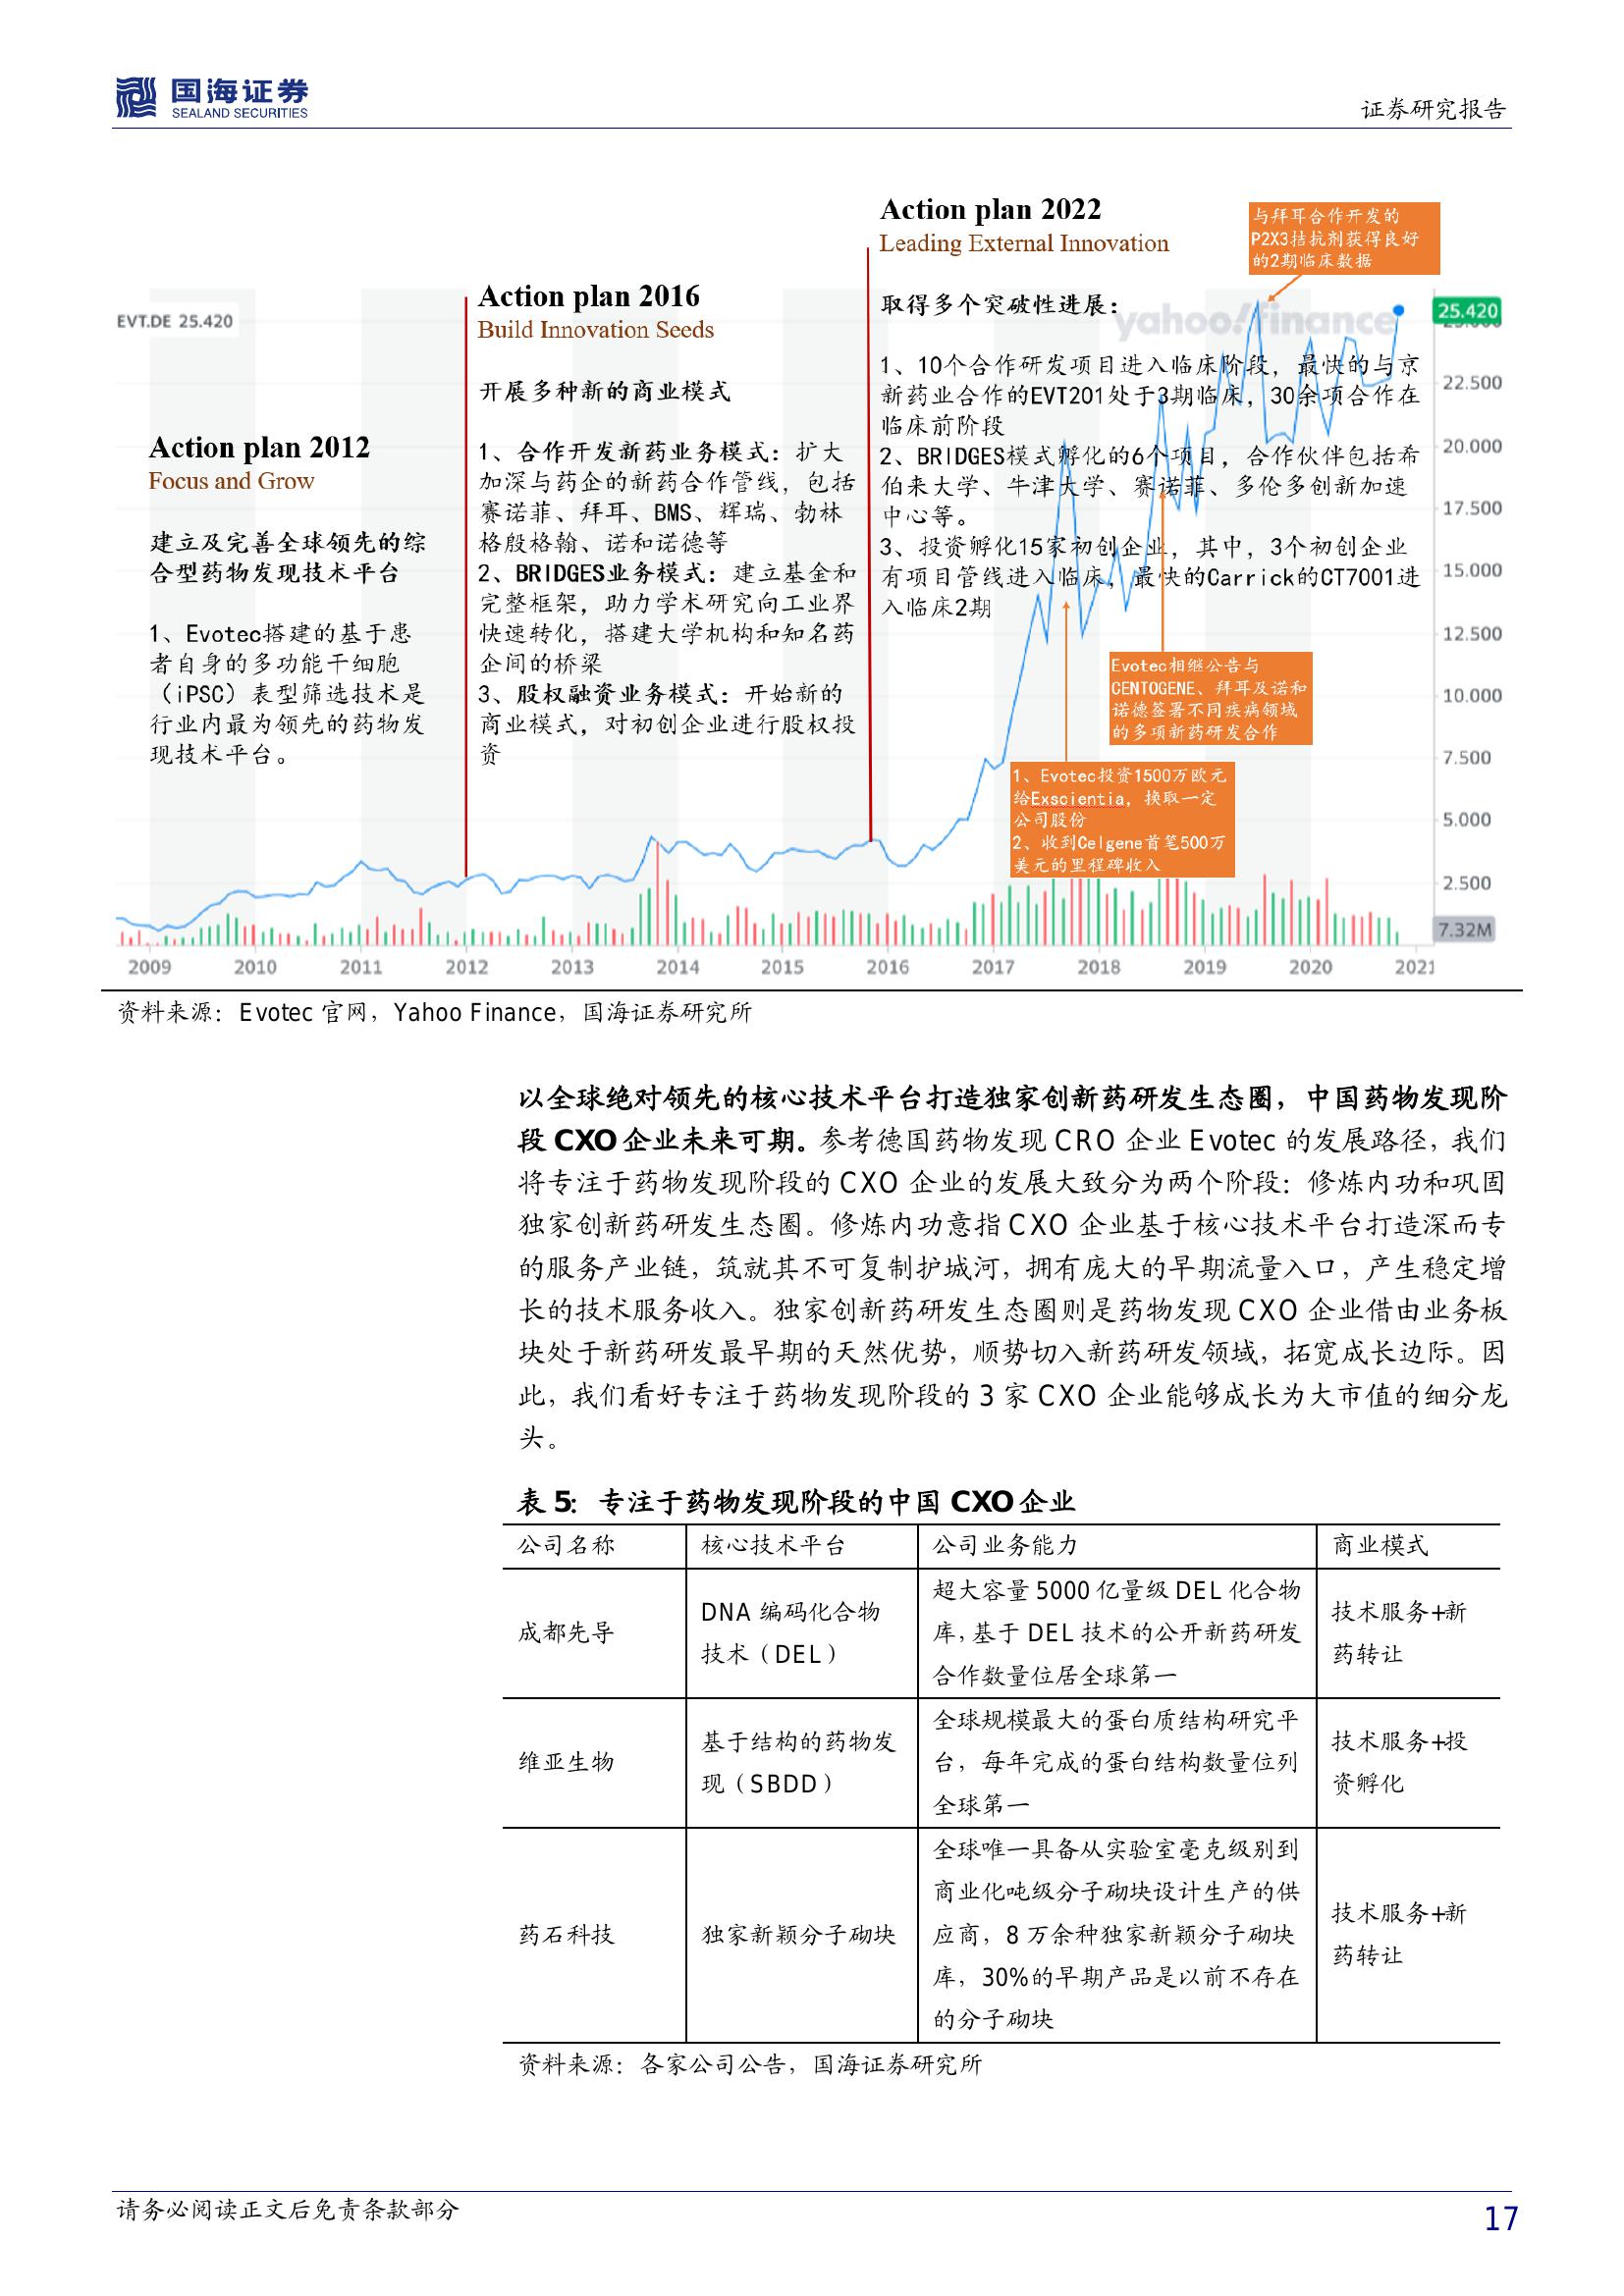 国海证券
SEALAND SECURITIES
证券研究报告
Action plan 2022
Leading External Innovation
与拜耳合作开发的
P2X3拮抗剂获得良好
的2期临床数据
取得多个突破性进展：
yahoo!finance
1、10个合作研发项目进入临床阶段，最快的与京
新药业合作的EVT201处于3期临床，30余项合作在
临床前阶段
2、BRIDGES模式孵化的6个项目，合作伙伴包括希
伯来大学、牛津大学、赛诺菲、多伦多创新加速
中心等。
3、投资孵化15家初创企业，其中，3个初创企业
有项目管线进入临床，最快的Carrick的CT7001进
入临床2期
Action plan 2016
Build Innovation Seeds
开展多种新的商业模式
1、合作开发新药业务模式：扩大
加深与药企的新药合作管线，包括
赛诺菲、拜耳、BMS、辉瑞、勃林
格殷格翰、诺和诺德等
2、BRIDGES业务模式：建立基金和
完整框架，助力学术研究向工业界
快速转化，搭建大学机构和知名药
企间的桥梁
3、股权融资业务模式：开始新的
商业模式，对初创企业进行股权投
资
EVT.DE 25.420
Action plan 2012
Focus and Grow
建立及完善全球领先的综
合型药物发现技术平台
1、Evotec搭建的基于患
者自身的多功能干细胞
（iPSC）表型筛选技术是
行业内最为领先的药物发
现技术平台。
Evotec相继公告与
CENTOGENE、拜耳及诺和
诺德签署不同疾病领域
的多项新药研发合作
1、Evotec投资1500万欧元
给Exscientia，换取一定
公司股份
2、收到Celgene首笔500万
美元的里程碑收入
25.420
22.500
20.000
17.500
15.000
12.500
10.000
7.500
5.000
2.500
7.32M
2009 2010 2011 2012 2013 2014 2015 2016 2017 2018 2019 2020 2021
资料来源：Evotec 官网，Yahoo Finance，国海证券研究所
以全球绝对领先的核心技术平台打造独家创新药研发生态圈，中国药物发现阶
段 CXO 企业未来可期。参考德国药物发现 CRO 企业 Evotec 的发展路径，我们
将专注于药物发现阶段的 CXO 企业的发展大致分为两个阶段：修炼内功和巩固
独家创新药研发生态圈。修炼内功意指 CXO 企业基于核心技术平台打造深而专
的服务产业链，筑就其不可复制护城河，拥有庞大的早期流量入口，产生稳定增
长的技术服务收入。独家创新药研发生态圈则是药物发现 CXO 企业借由业务板
块处于新药研发最早期的天然优势，顺势切入新药研发领域，拓宽成长边际。因
此，我们看好专注于药物发现阶段的 3 家 CXO 企业能够成长为大市值的细分龙
头。
表 5：专注于药物发现阶段的中国 CXO 企业
公司名称 核心技术平台 公司业务能力 商业模式
成都先导
DNA 编码化合物
技术（DEL）
超大容量 5000 亿量级 DEL 化合物
库，基于 DEL 技术的公开新药研发
合作数量位居全球第一
技术服务+新
药转让
维亚生物
基于结构的药物发
现（SBDD）
全球规模最大的蛋白质结构研究平
台，每年完成的蛋白结构数量位列
全球第一
技术服务+投
资孵化
药石科技
独家新颖分子砌块
全球唯一具备从实验室毫克级别到
商业化吨级分子砌块设计生产的供
应商，8 万余种独家新颖分子砌块
库，30%的早期产品是以前不存在
的分子砌块
技术服务+新
药转让
资料来源：各家公司公告，国海证券研究所
请务必阅读正文后免责条款部分
17